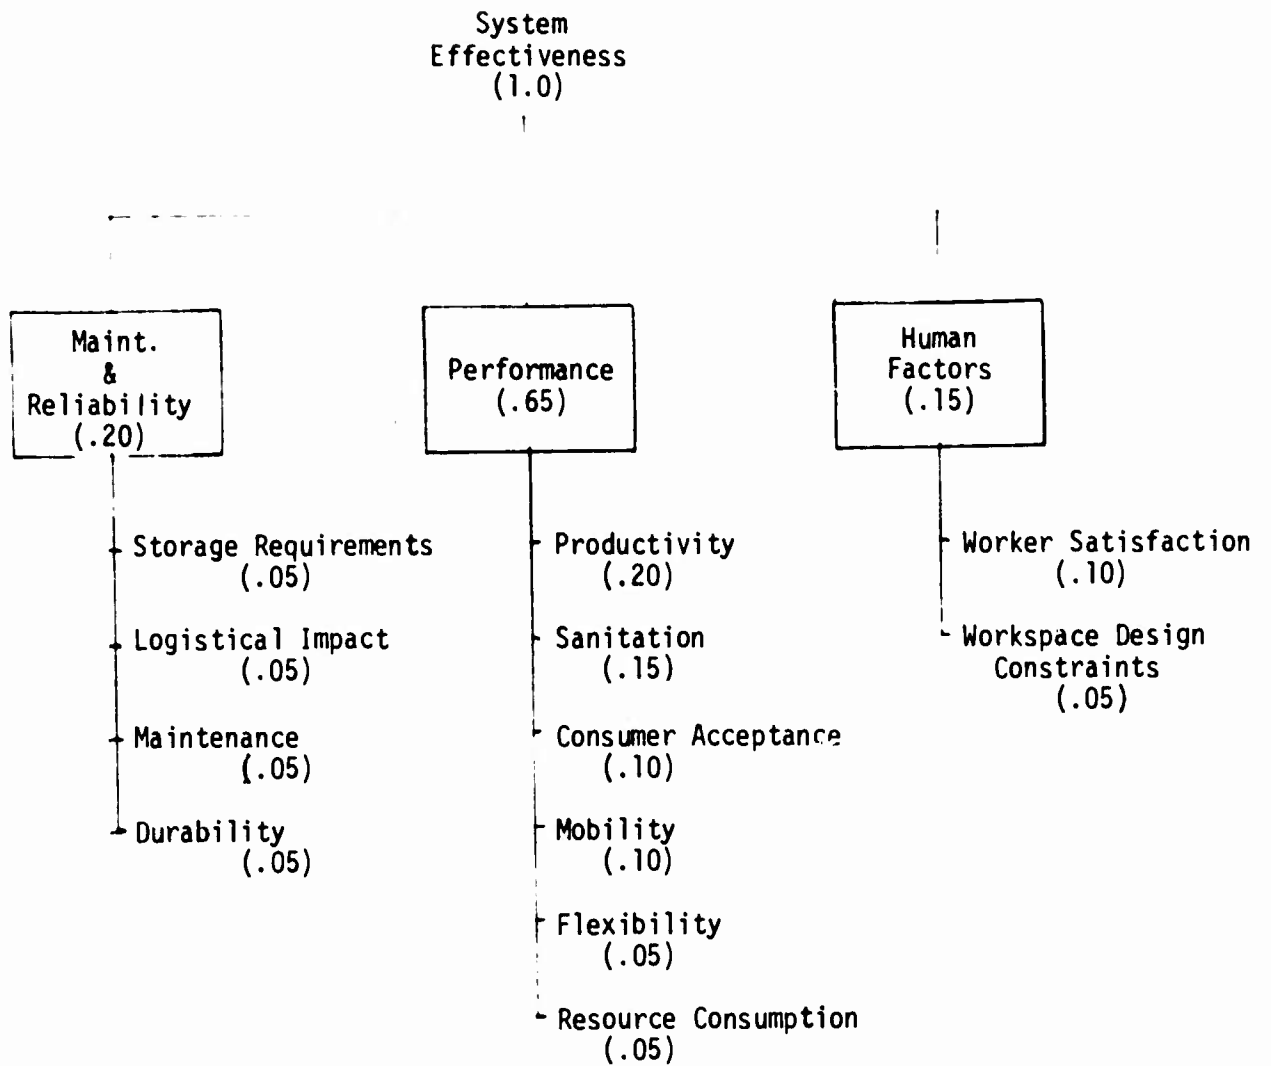 System
Effectiveness
(1.0)
Maint.
&
Reliability
(.20)
Performance
(.65)
Human
Factors
(.15)
Storage Requirements
(.05)
Logistical Impact
(.05)
Maintenance
(.05)
Durability
(.05)
Productivity
(.20)
Sanitation
(.15)
Consumer Acceptance
(.10)
Mobility
(.10)
Flexibility
(.05)
Resource Consumption
(.05)
Worker Satisfaction
(.10)
Workspace Design
Constraints
(.05)